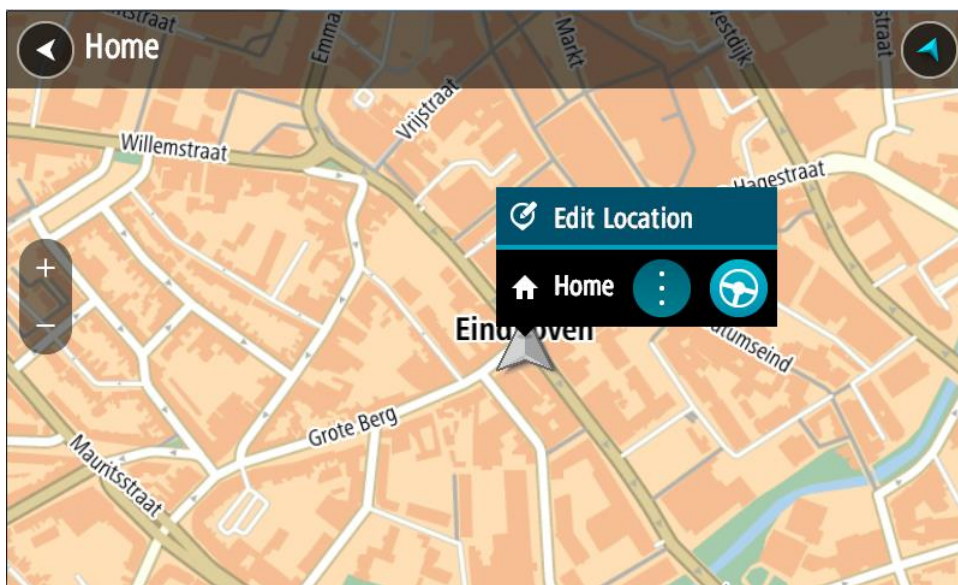 Home
Emma
Markt
Vrijstraat
Willemstraat
Edit Location
Home
Grote Berg
Mauritsstraat